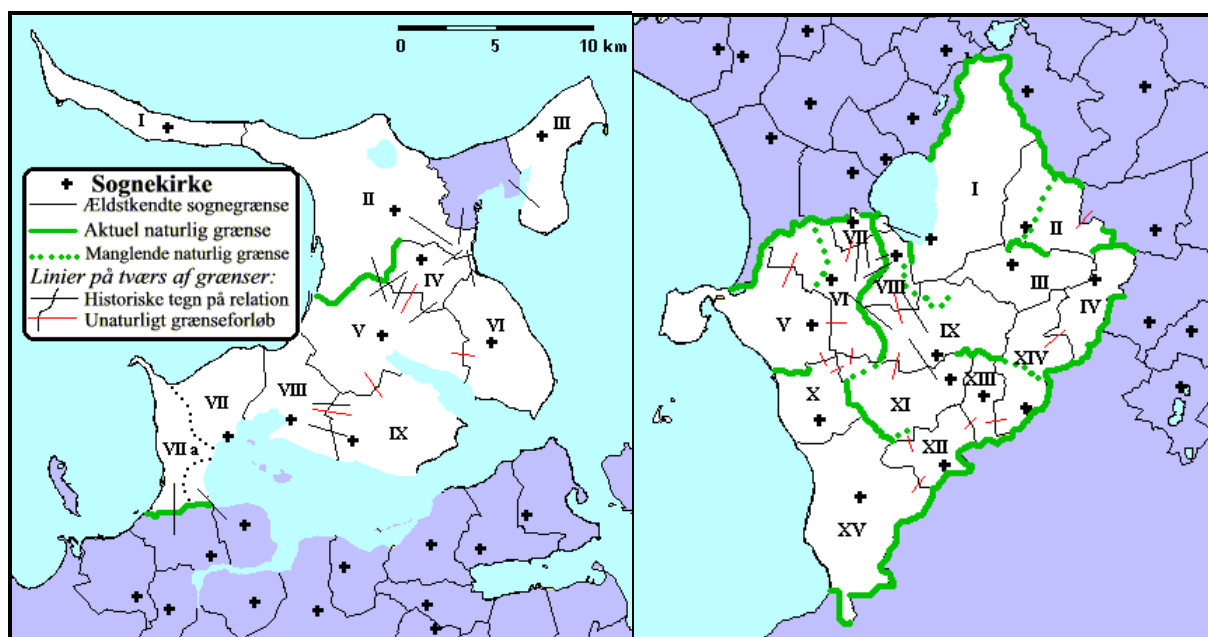 0 5 10 km
I
III
II
Sognekirke
Ældstkendte sognegrænse
Aktuel naturlig grænse
Manglende naturlig grænse
Linier på tværs af grænser:
Historiske tegn på relation
Unaturligt grænseforløb
IV
V
VI
VII
VIII
VII a
IX
I
II
VII
III
VI
VIII
IV
V
IX
XIV
X
XI
XIII
XII
XV